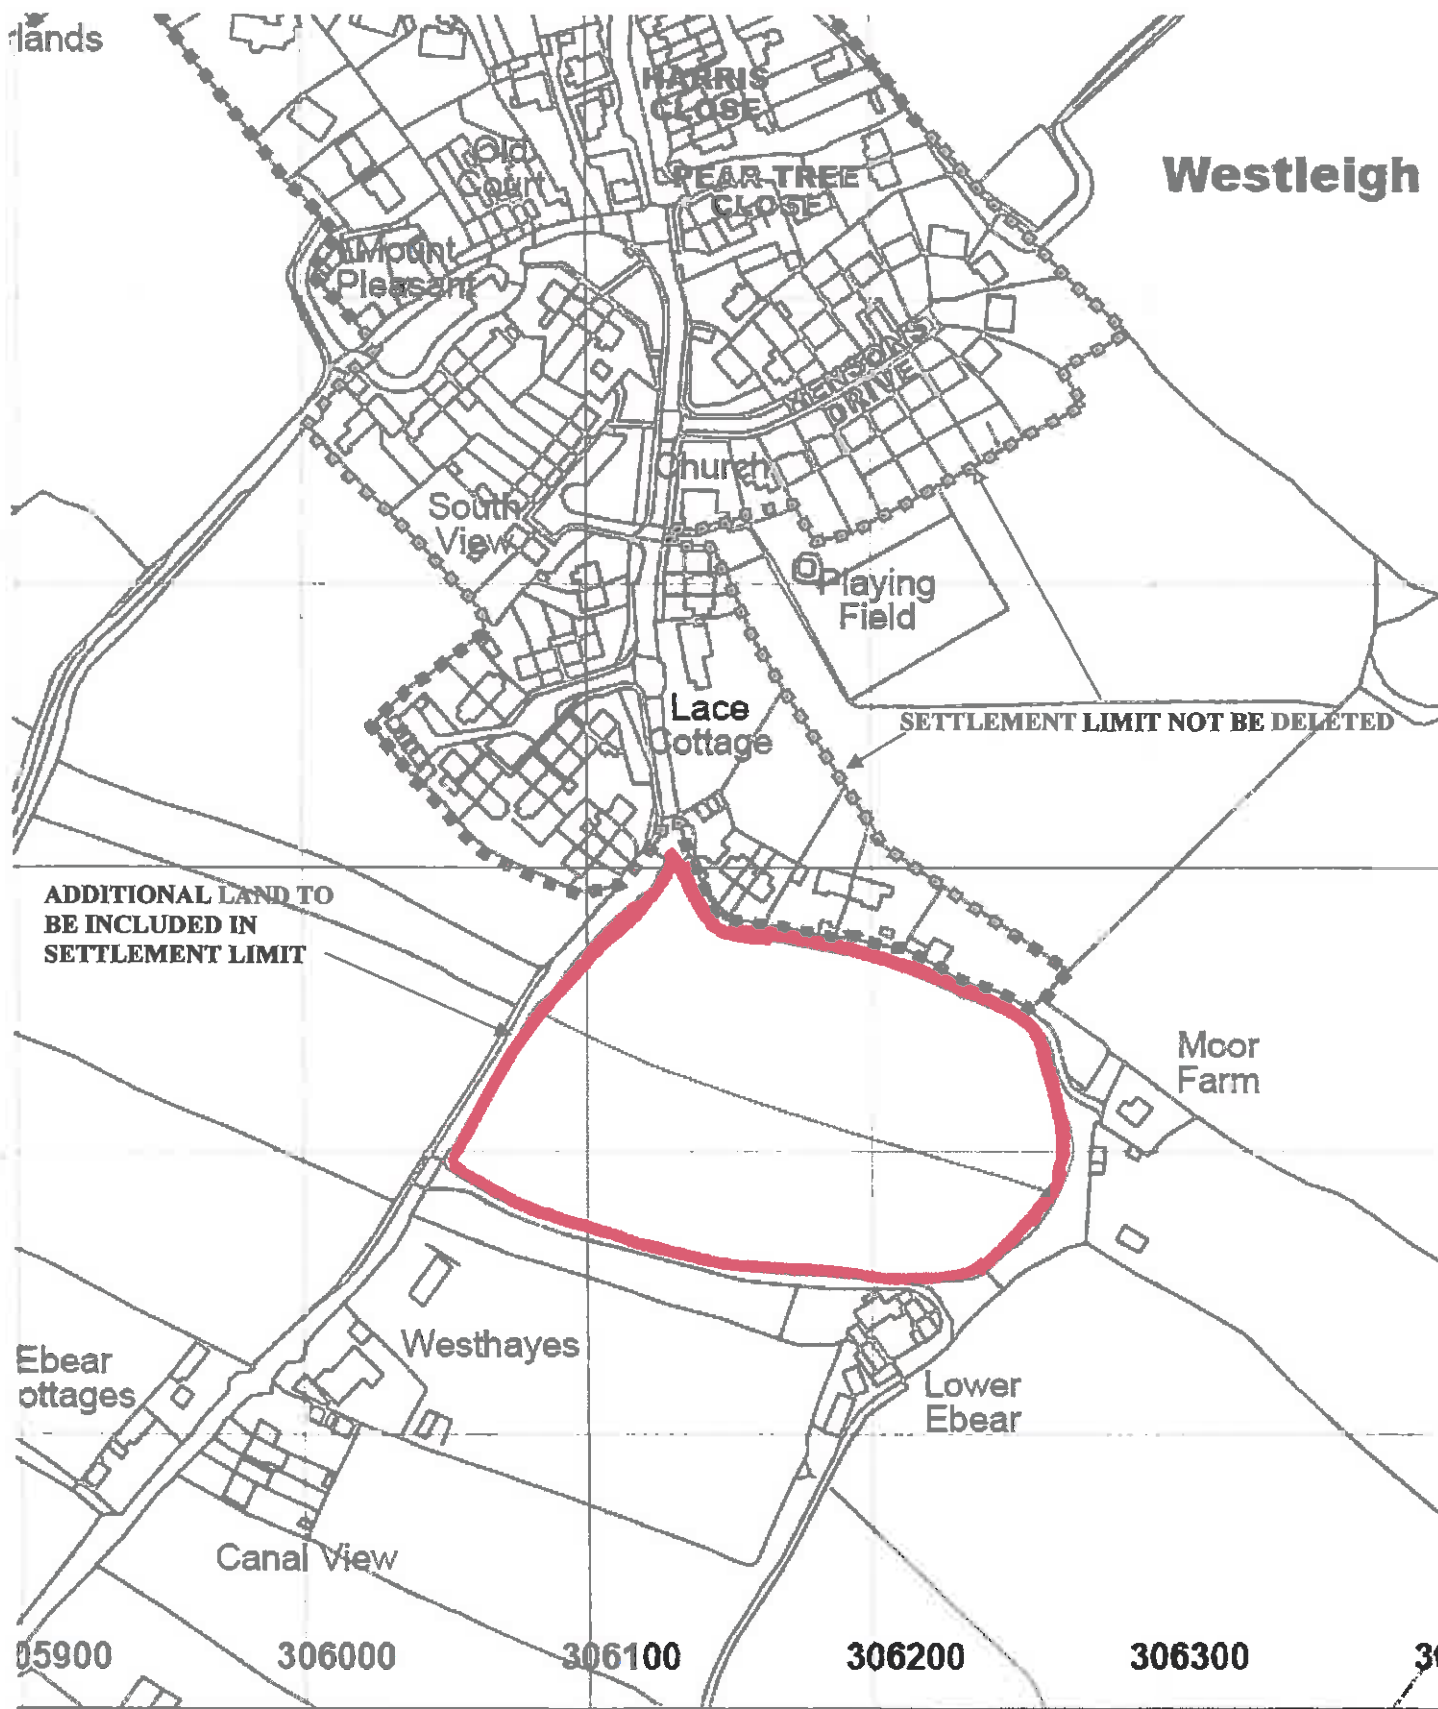 rlands
HARRIS
CLOSE
Old
Court
PEAR TREE
CLOSE
Westleigh
Mount
Pleasant
DRIVE
Church
South
View
Playing
Field
Lace
Cottage
SETTLEMENT LIMIT NOT BE DELETED
ADDITIONAL LAND TO
BE INCLUDED IN
SETTLEMENT LIMIT
Moor
Farm
Westhayes
Ebear
ottages
Lower
Ebear
Canal View
05900
306000
306100
306200
306300